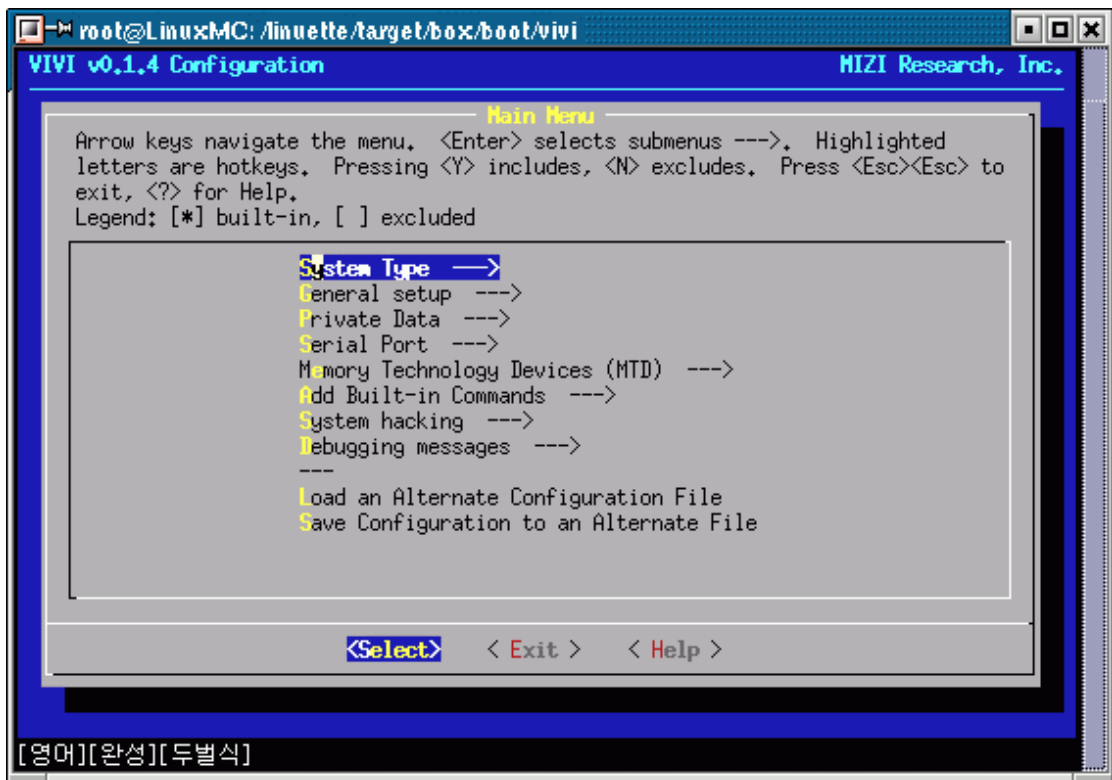 root@LinuxMC: /linuette/target/box/boot/vivi
VIVI v0.1.4 Configuration MIZI Research, Inc.
Main Menu
Arrow keys navigate the menu. <Enter> selects submenus --->. Highlighted
letters are hotkeys. Pressing <Y> includes, <N> excludes. Press <Esc><Esc> to
exit, <?> for Help.
Legend: [*] built-in, [ ] excluded
System Type --->
General setup --->
Private Data --->
Serial Port --->
Memory Technology Devices (MTD) --->
Add Built-in Commands --->
System hacking --->
Debugging messages --->
---
Load an Alternate Configuration File
Save Configuration to an Alternate File
<Select> < Exit > < Help >
[영어][완성][두벌식]